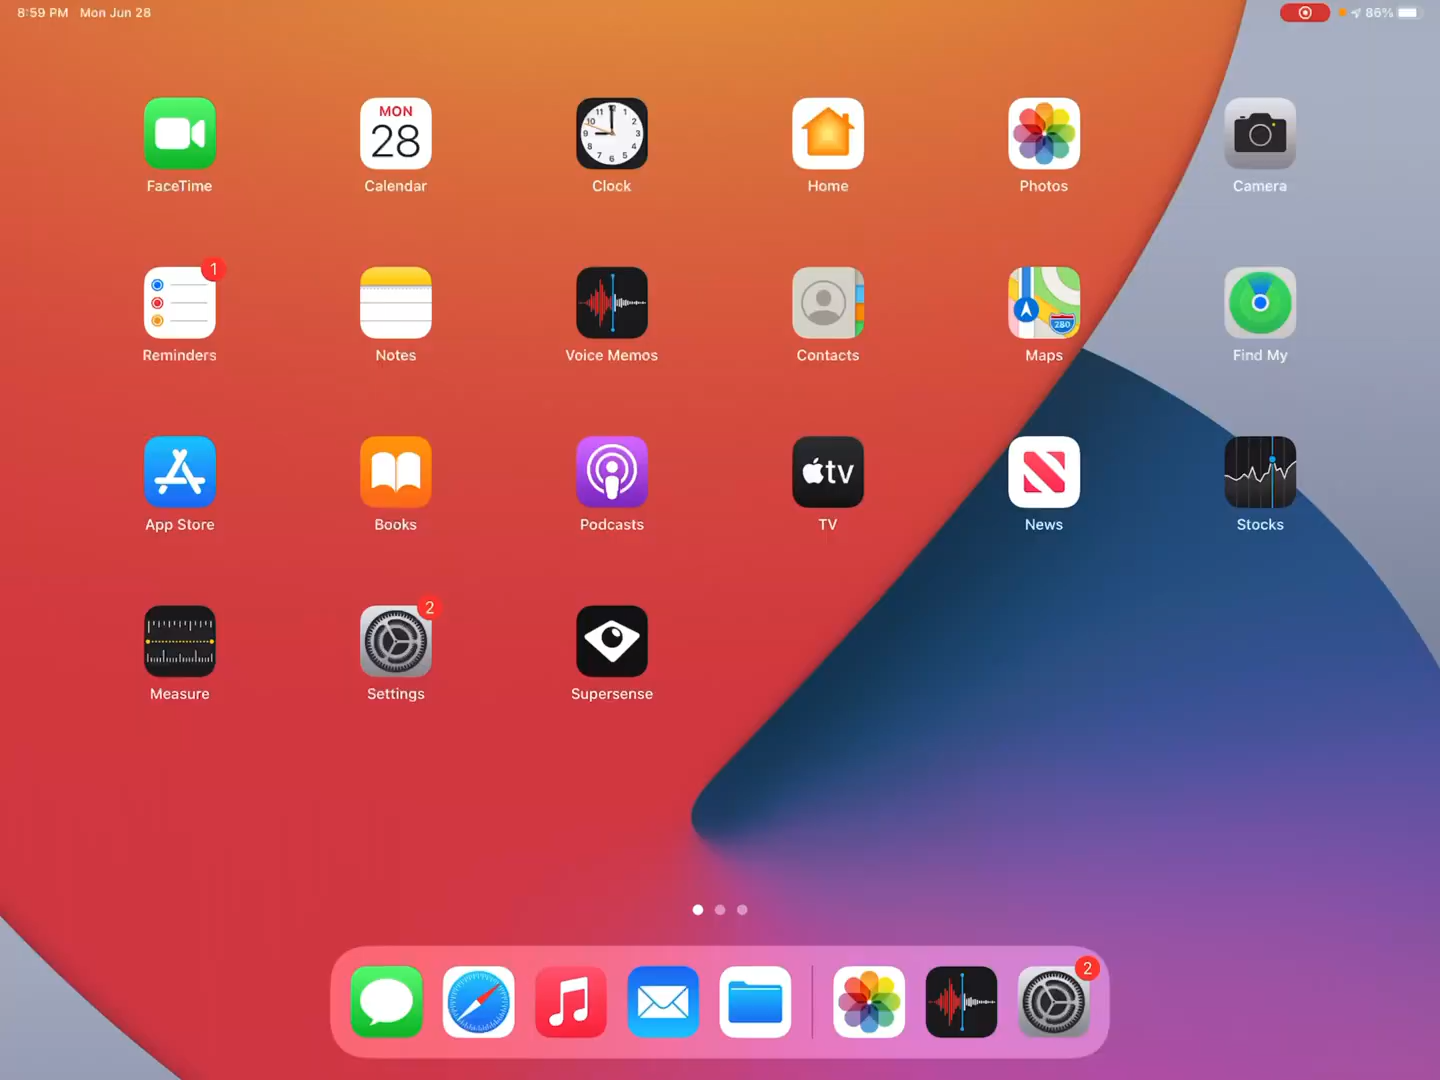 8:59 PM Mon Jun 28
86%
MON
28
FaceTime
Calendar
Clock
Home
Photos
Camera
1
280
Reminders
Notes
Voice Memos
Contacts
Maps
Find My
tv
App Store
Books
Podcasts
TV
News
Stocks
2
Measure
Settings
Supersense
2